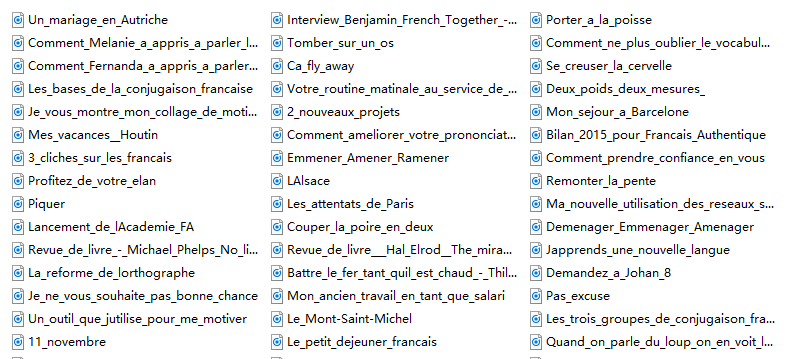 Un_mariage_en_Autriche
Comment_Melanie_a_appris_a_parler_l...
Comment_Fernanda_a_appris_a_parler...
Les_bases_de_la_conjugaison_francaise
Je_vous_montre_mon_collage_de_moti...
Mes_vacances__Houtin
3_cliches_sur_les_francais
Profitez_de_votre_elan
Piquer
Lancement_de_lAcademie_FA
Revue_de_livre_-_Michael_Phelps_No_li...
La_reforme_de_lorthographe
Je_ne_vous_souhaite_pas_bonne_chance
Un_outil_que_jutilise_pour_me_motiver
11_novembre
Interview_Benjamin_French_Together_-...
Tomber_sur_un_os
Ca_fly_away
Votre_routine_matinale_au_service_de_...
2_nouveaux_projets
Comment_ameliorer_votre_prononciat...
Emmener_Amener_Ramener
LAlsace
Les_attentats_de_Paris
Couper_la_poire_en_deux
Revue_de_livre___Hal_Elrod__The_mira...
Battre_le_fer_tant_quil_est_chaud_-_Thil...
Mon_ancien_travail_en_tant_que_salari
Le_Mont-Saint-Michel
Le_petit_dejeuner_francais
Porter_a_la_poisse
Comment_ne_plus_oublier_le_vocabul...
Se_creuser_la_cervelle
Deux_poids_deux_mesures_
Mon_sejour_a_Barcelone
Bilan_2015_pour_Francais_Authentique
Comment_prendre_confiance_en_vous
Remonter_la_pente
Ma_nouvelle_utilisation_des_reseaux_s...
Demenager_Emmenager_Amenager
Japprends_une_nouvelle_langue
Demandez_a_Johan_8
Pas_excuse
Les_trois_groupes_de_conjugaison_fra...
Quand_on_parle_du_loup_on_en_voit_l...